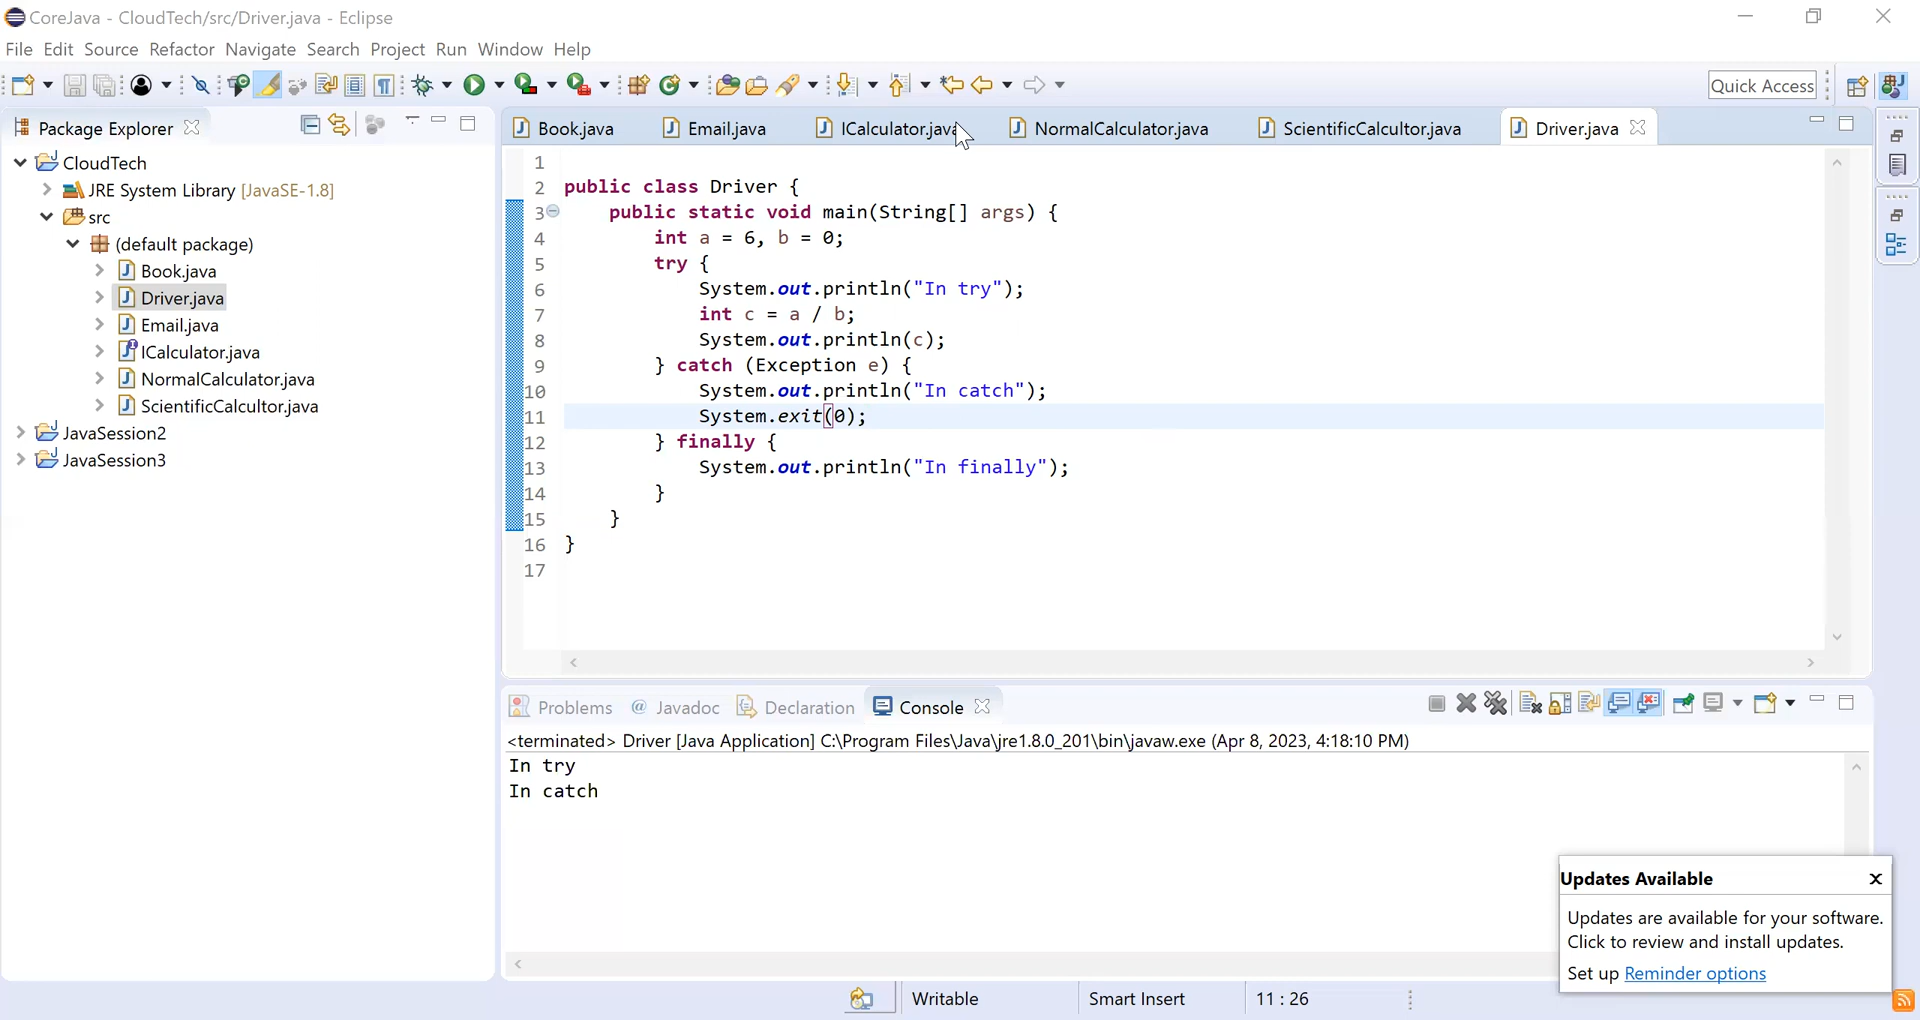 CoreJava - CloudTech/src/Driver.java - Eclipse
File Edit Source Refactor Navigate Search Project Run Window Help
Quick Access
Package Explorer
CloudTech
JRE System Library [JavaSE-1.8]
src
(default package)
Book.java
Driver.java
Email.java
ICalculator.java
NormalCalculator.java
ScientificCalcultor.java
JavaSession2
JavaSession3
Book.java Email.java ICalculator.java NormalCalculator.java ScientificCalcultor.java Driver.java
1
2 public class Driver {
3 public static void main(String[] args) {
4 int a = 6, b = 0;
5 try {
6 System.out.println("In try");
7 int c = a / b;
8 System.out.println(c);
9 } catch (Exception e) {
10 System.out.println("In catch");
11 System.exit(0);
12 } finally {
13 System.out.println("In finally");
14 }
15 }
16 }
17
Problems @ Javadoc Declaration Console
<terminated> Driver [Java Application] C:\Program Files\Java\jre1.8.0_201\bin\javaw.exe (Apr 8, 2023, 4:18:10 PM)
In try
In catch
Updates Available
Updates are available for your software.
Click to review and install updates.
Set up Reminder options
Writable Smart Insert 11 : 26